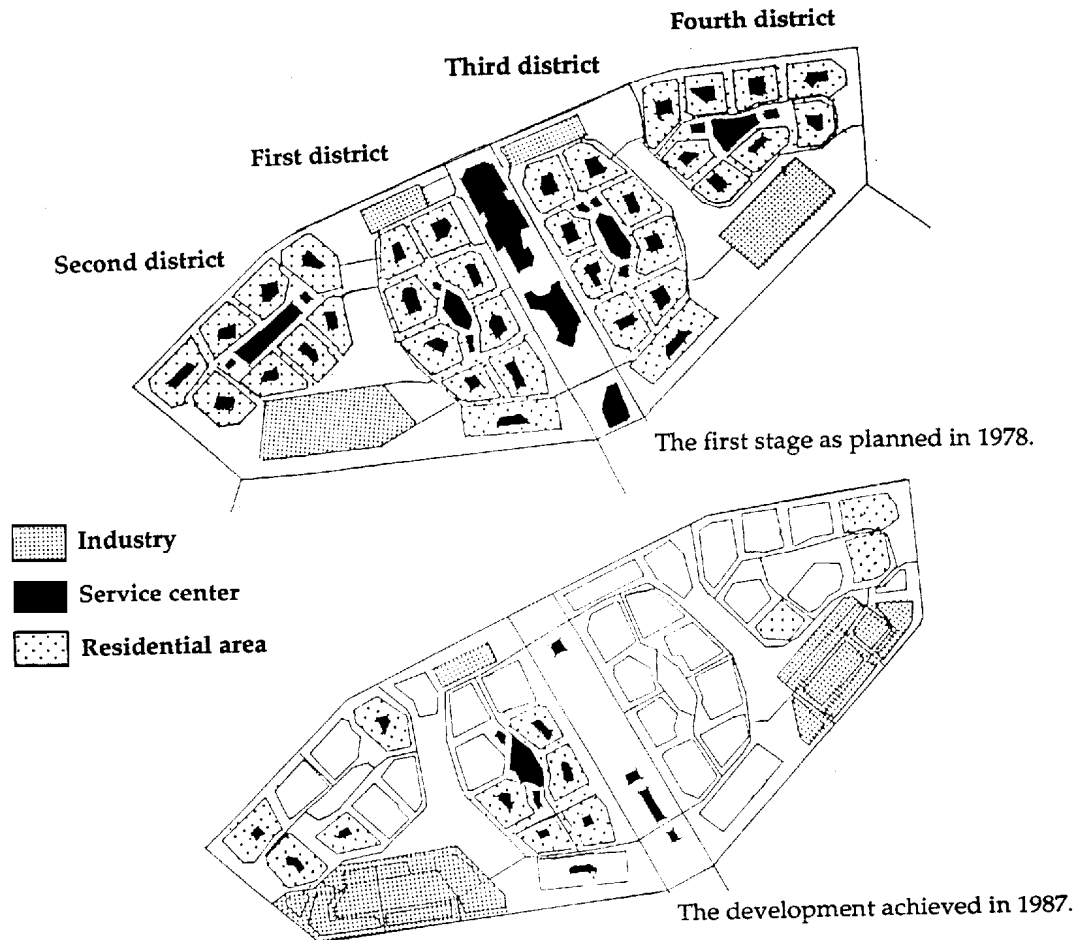 Fourth district
Third district
First district
Second district
The first stage as planned in 1978.
Industry
Service center
Residential area
The development achieved in 1987.